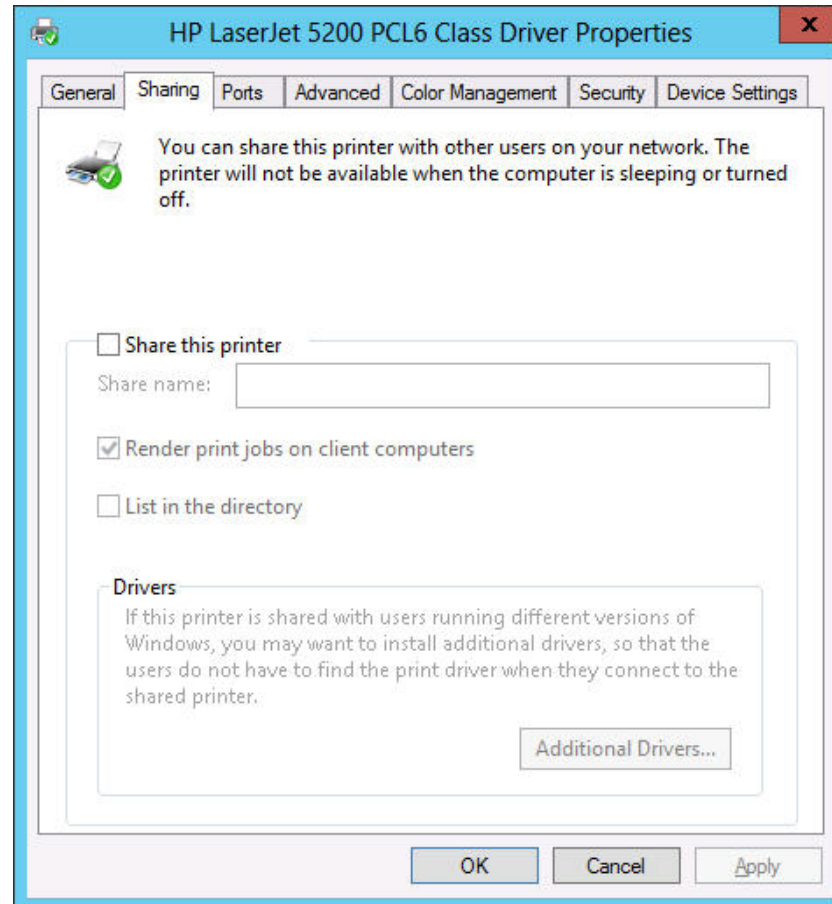 HP LaserJet 5200 PCL6 Class Driver Properties
x
General Sharing Ports Advanced Color Management Security Device Settings
You can share this printer with other users on your network. The
printer will not be available when the computer is sleeping or turned
off.
Share this printer
Share name:
Render print jobs on client computers
List in the directory
Drivers
If this printer is shared with users running different versions of
Windows, you may want to install additional drivers, so that the
users do not have to find the print driver when they connect to the
shared printer.
Additional Drivers...
OK Cancel Apply